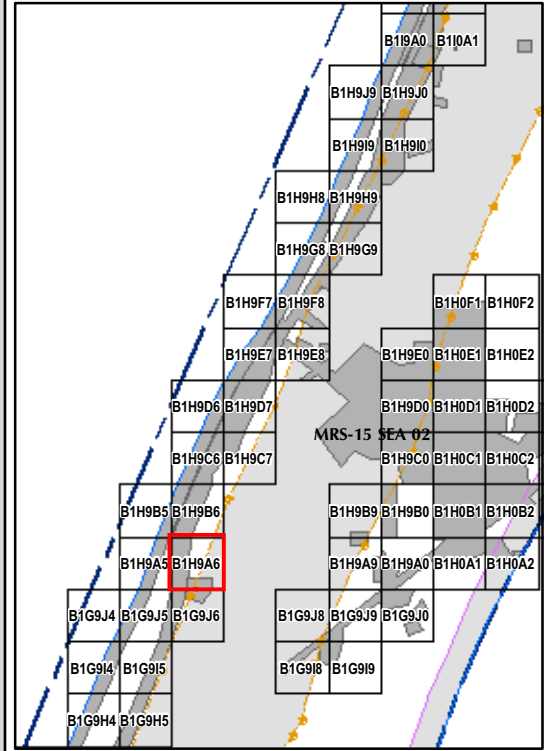 B1I9A0 B1I0A1
B1H9J9 B1H9J0
B1H9I9 B1H9I0
B1H9H8 B1H9H9
B1H9G8 B1H9G9
B1H9F7 B1H9F8 B1H0F1 B1H0F2
B1H9E7 B1H9E8 B1H9E0 B1H0E1 B1H0E2
B1H9D6 B1H9D7 B1H9D0 B1H0D1 B1H0D2
MRS-15 SEA 02
B1H9C6 B1H9C7 B1H9C0 B1H0C1 B1H0C2
B1H9B5 B1H9B6 B1H9B9 B1H9B0 B1H0B1 B1H0B2
B1H9A5 B1H9A6 B1H9A9 B1H9A0 B1H0A1 B1H0A2
B1G9J4 B1G9J5 B1G9J6 B1G9J8 B1G9J9 B1G9J0
B1G9I4 B1G9I5 B1G9I8 B1G9I9
B1G9H4 B1G9H5